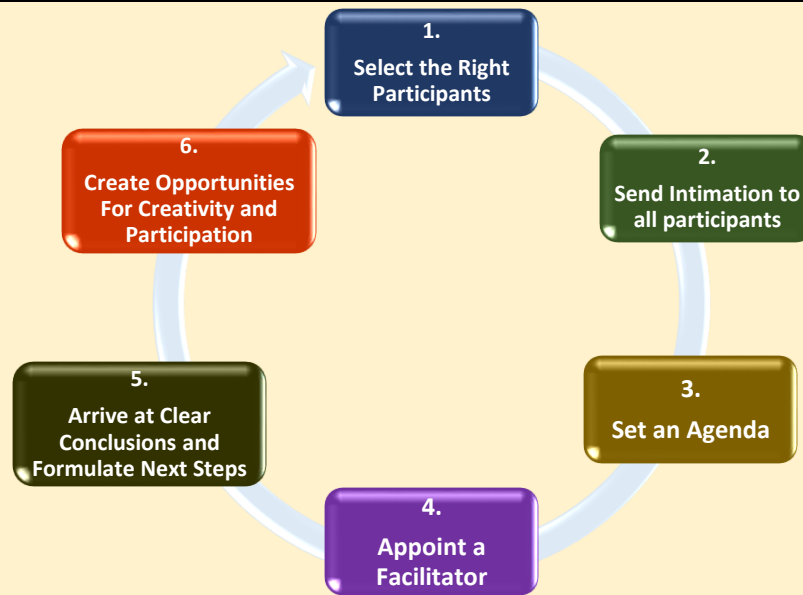 1.
Select the Right
Participants
2.
Send Intimation to
all participants
3.
Set an Agenda
4.
Appoint a
Facilitator
5.
Arrive at Clear
Conclusions and
Formulate Next Steps
6.
Create Opportunities
For Creativity and
Participation